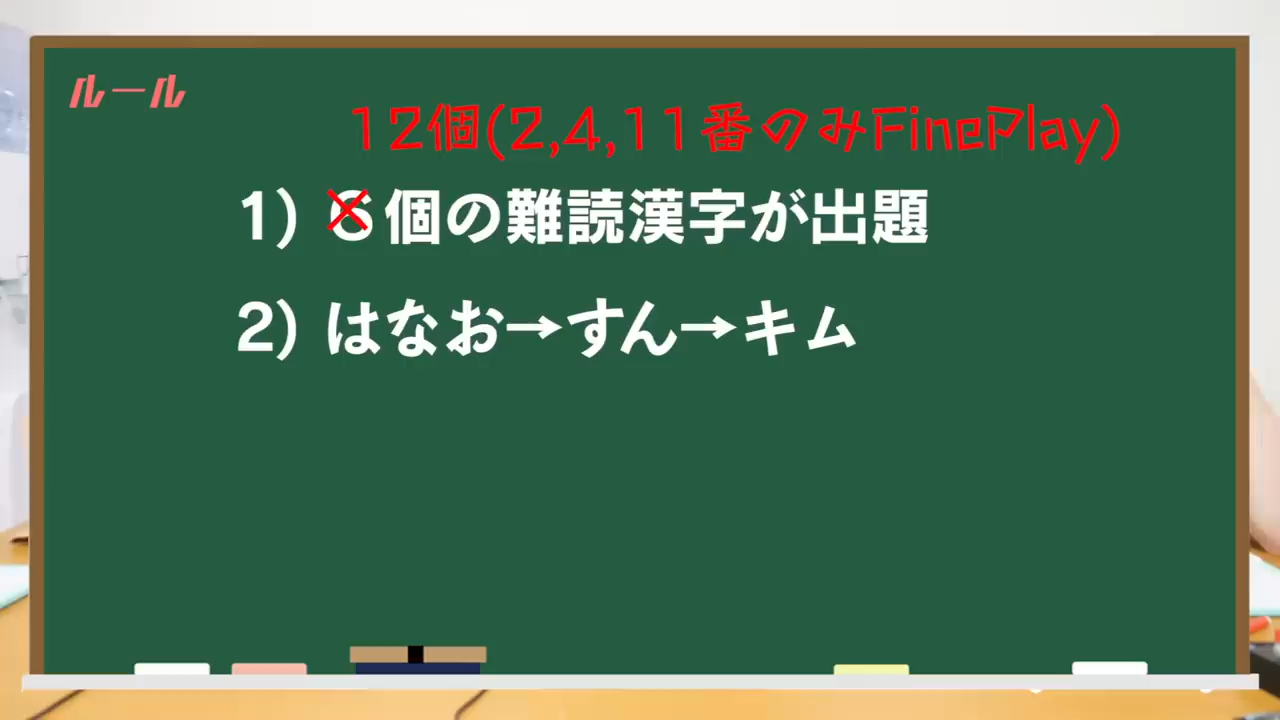 ルール
12個(2,4,11番のみFinePlay)
1) 6個の難読漢字が出題
2) はなお→すん→キム